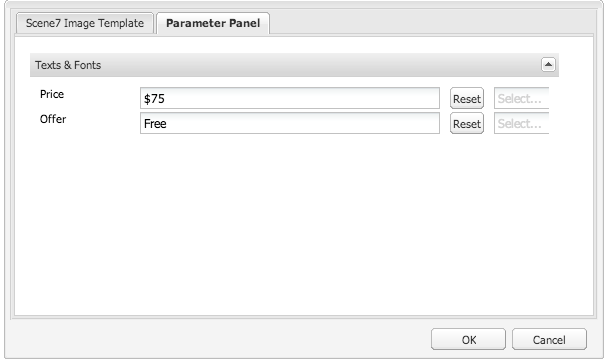 Scene7 Image Template Parameter Panel
Texts & Fonts
Price $75 Reset Select...
Offer Free Reset Select...
OK Cancel